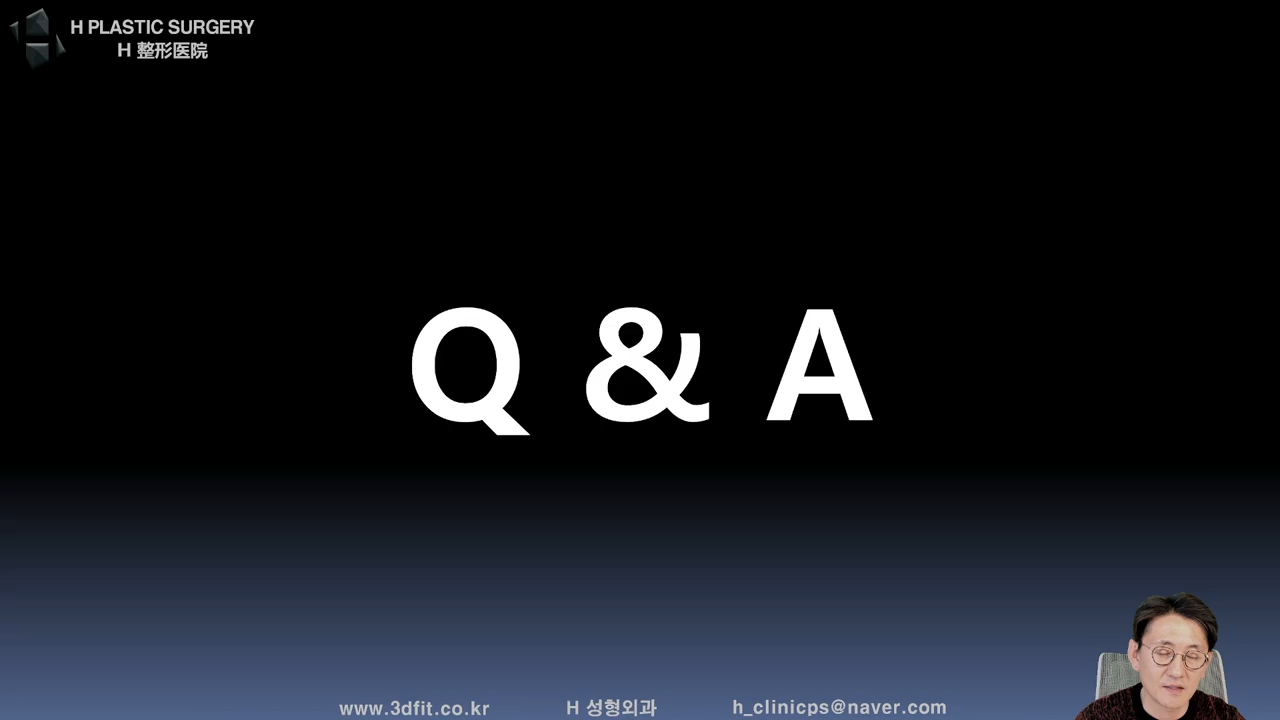 H PLASTIC SURGERY
H 整形医院
Q & A
www.3dfit.co.kr
H 성형외과
h_clinicps@naver.com